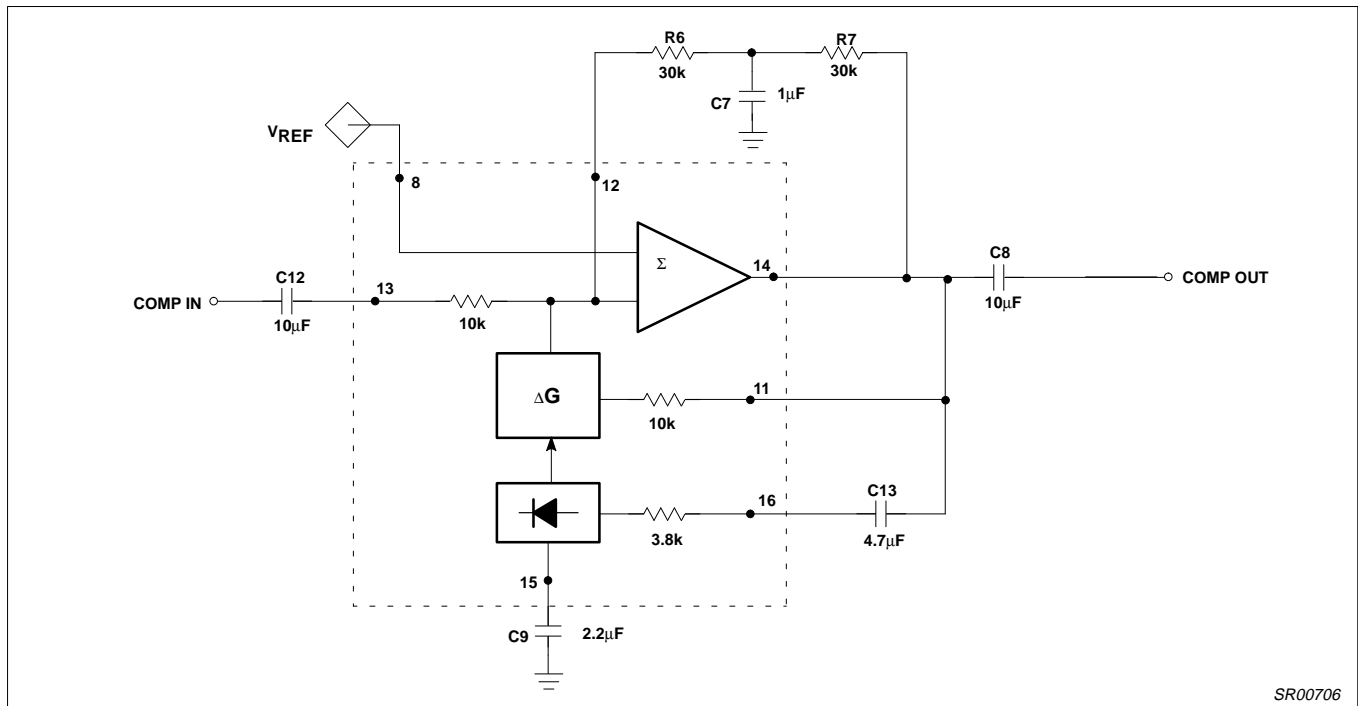 R6
R7
30k
30k
C7
1µF
VREF
8
12
Σ
14
C8
10µF
COMP OUT
COMP IN
C12
10µF
13
10k
ΔG
10k
11
16
3.8k
C13
4.7µF
15
C9
2.2µF
SR00706